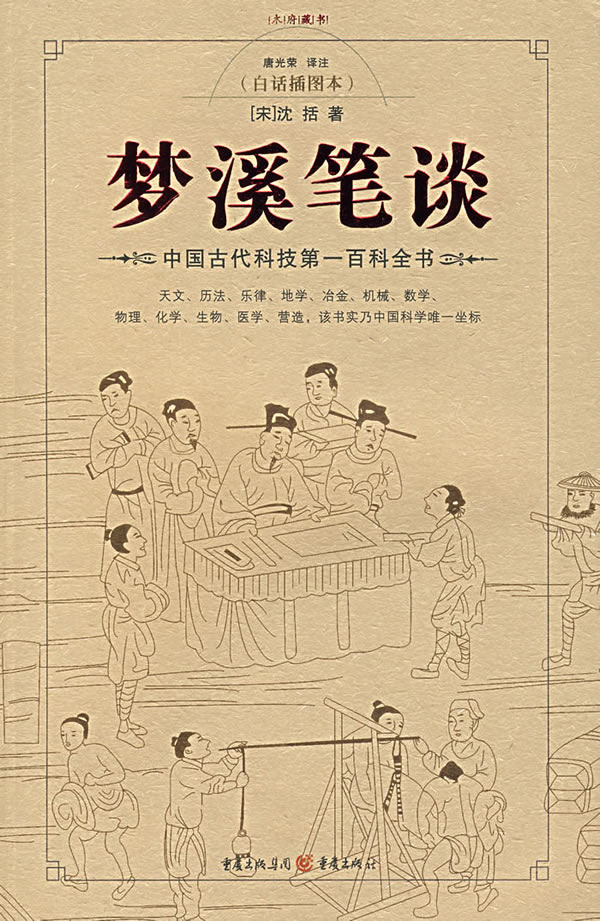 木府藏书
唐光荣 译注
(白话插图本)
[宋]沈 括 著
梦溪笔谈
中国古代科技第一百科全书
天文、历法、乐律、地学、冶金、机械、数学、
物理、化学、生物、医学、营造，该书实乃中国科学唯一坐标
重庆出版集团 重庆出版社